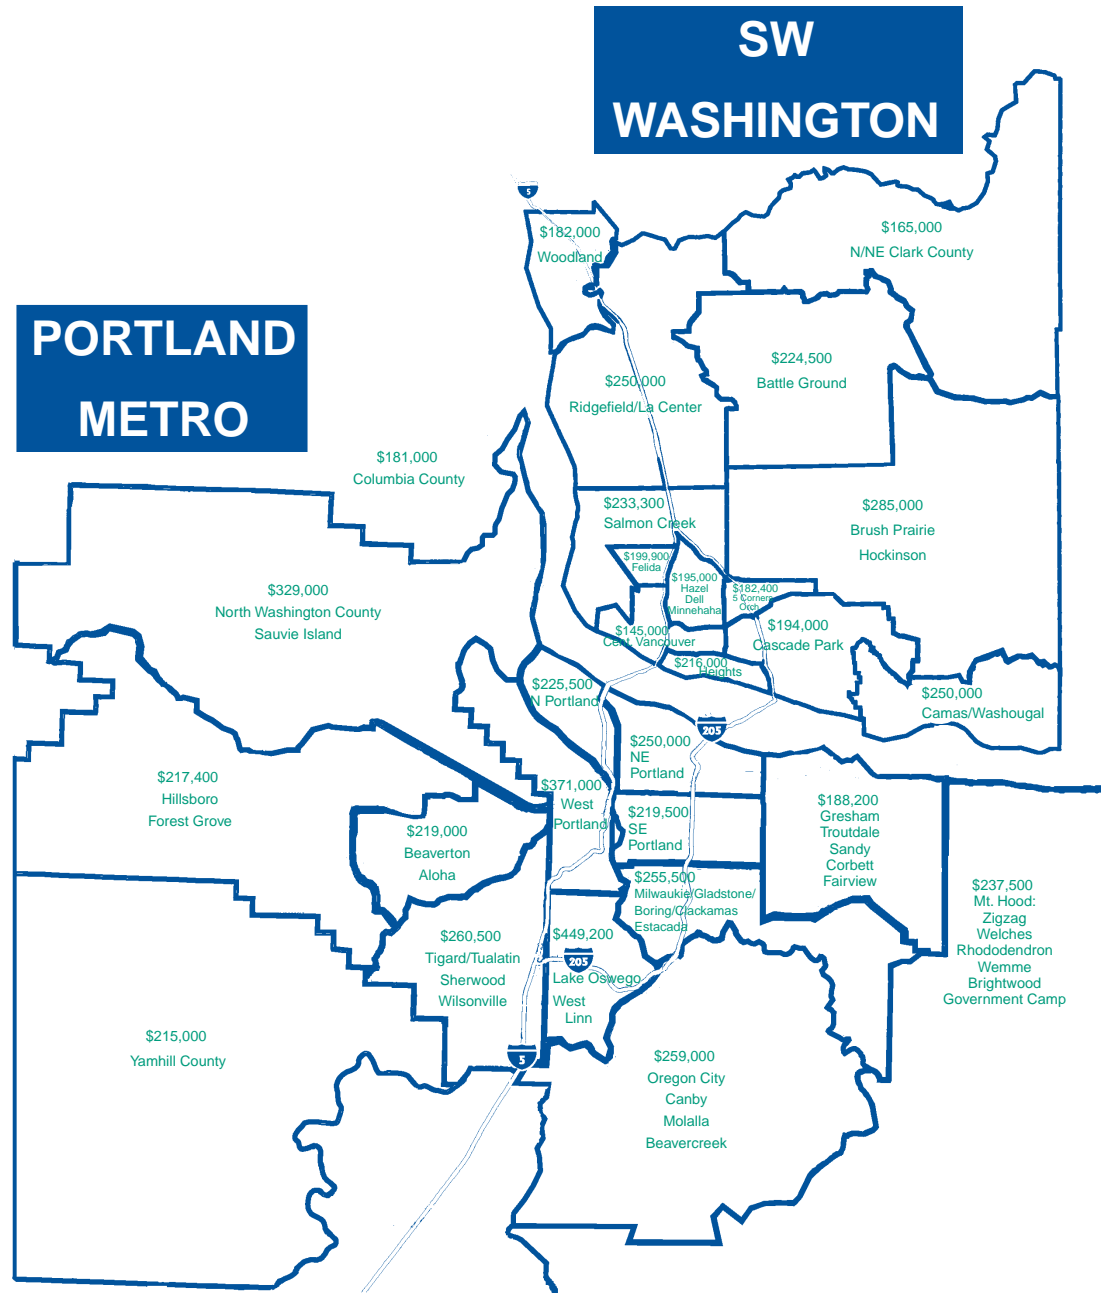 SW
WASHINGTON
5
$182,000
Woodland
$165,000
N/NE Clark County
PORTLAND
METRO
$224,500
Battle Ground
$250,000
Ridgefield/La Center
$181,000
Columbia County
$233,300
Salmon Creek
$285,000
Brush Prairie
Hockinson
$199,900
Felida
$195,000
Hazel
Dell
Minnehaha
$182,400
5 Corners
Orch
$329,000
North Washington County
Sauvie Island
$145,000
Cent. Vancouver
$194,000
Cascade Park
$216,000
Heights
$225,500
N Portland
$250,000
Camas/Washougal
205
$250,000
NE
Portland
$217,400
Hillsboro
Forest Grove
$371,000
West
Portland
$219,500
SE
Portland
$188,200
Gresham
Troutdale
Sandy
Corbett
Fairview
$219,000
Beaverton
Aloha
$255,500
Milwaukie/Gladstone/
Boring/Clackamas
Estacada
$237,500
Mt. Hood:
Zigzag
Welches
Rhododendron
Wemme
Brightwood
Government Camp
$260,500
Tigard/Tualatin
Sherwood
Wilsonville
$449,200
205
Lake Oswego
West
Linn
$215,000
Yamhill County
5
$259,000
Oregon City
Canby
Molalla
Beavercreek